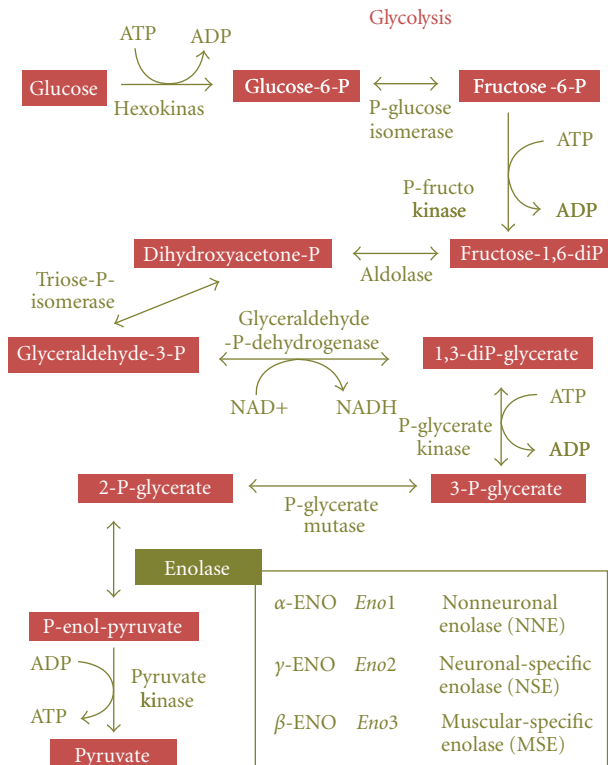 Glycolysis
ATP
ADP
Glucose
Hexokinas
Glucose-6-P
P-glucose
isomerase
Fructose -6-P
ATP
P-fructo
kinase
ADP
Dihydroxyacetone-P
Aldolase
Fructose-1,6-diP
Triose-P-
isomerase
Glyceraldehyde-3-P
Glyceraldehyde
-P-dehydrogenase
NAD+
NADH
1,3-diP-glycerate
ATP
P-glycerate
kinase
ADP
2-P-glycerate
P-glycerate
mutase
3-P-glycerate
Enolase
P-enol-pyruvate
ADP
Pyruvate
kinase
ATP
Pyruvate
α-ENO Eno1 Nonneuronal
enolase (NNE)
γ-ENO Eno2 Neuronal-specific
enolase (NSE)
β-ENO Eno3 Muscular-specific
enolase (MSE)